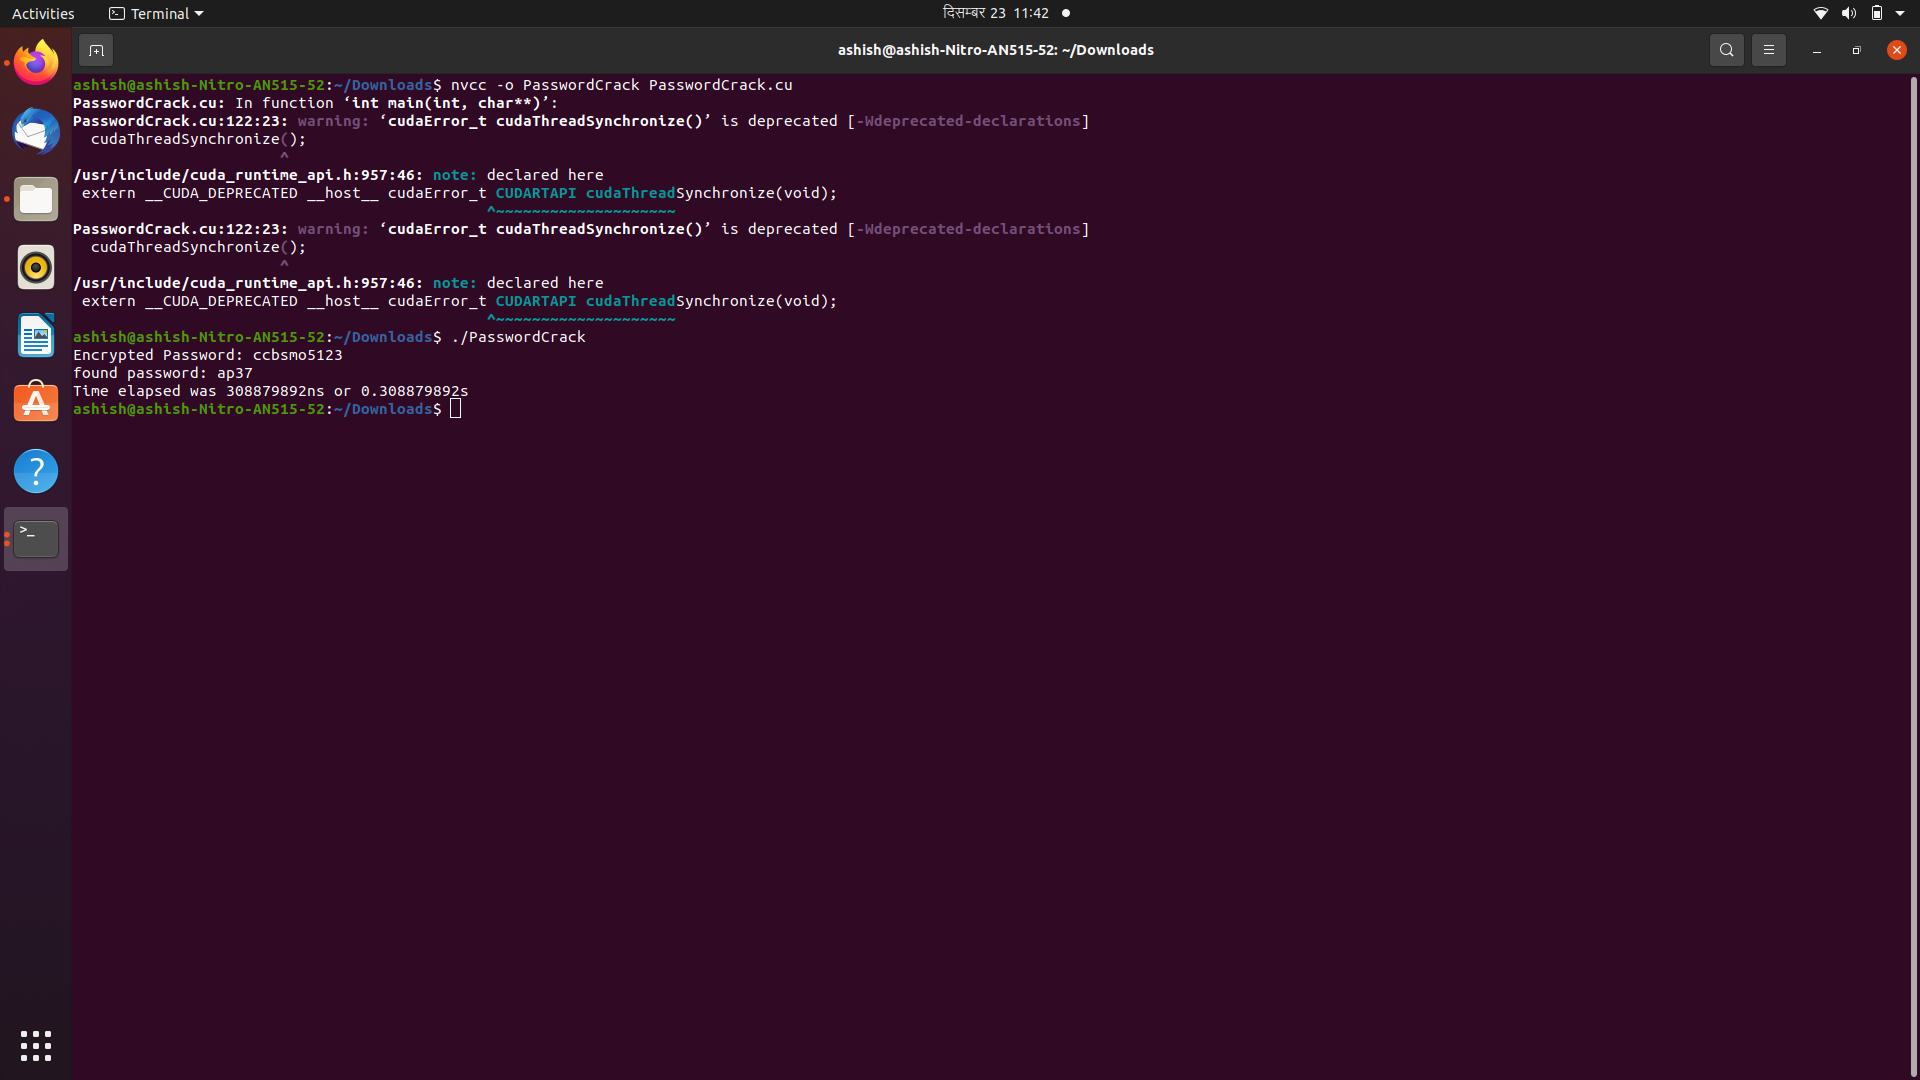 Activities
Terminal
दिसम्बर 23 11:42
ashish@ashish-Nitro-AN515-52: ~/Downloads
ashish@ashish-Nitro-AN515-52:~/Downloads$ nvcc -o PasswordCrack PasswordCrack.cu
PasswordCrack.cu: In function ‘int main(int, char**)’:
PasswordCrack.cu:122:23: warning: ‘cudaError_t cudaThreadSynchronize()’ is deprecated [-Wdeprecated-declarations]
  cudaThreadSynchronize();
                       ^
/usr/include/cuda_runtime_api.h:957:46: note: declared here
 extern __CUDA_DEPRECATED __host__ cudaError_t CUDARTAPI cudaThreadSynchronize(void);
                                              ^~~~~~~~~~~~~~~~~~~~~
PasswordCrack.cu:122:23: warning: ‘cudaError_t cudaThreadSynchronize()’ is deprecated [-Wdeprecated-declarations]
  cudaThreadSynchronize();
                       ^
/usr/include/cuda_runtime_api.h:957:46: note: declared here
 extern __CUDA_DEPRECATED __host__ cudaError_t CUDARTAPI cudaThreadSynchronize(void);
                                              ^~~~~~~~~~~~~~~~~~~~~
ashish@ashish-Nitro-AN515-52:~/Downloads$ ./PasswordCrack
Encrypted Password: ccbsmo5123
found password: ap37
Time elapsed was 308879892ns or 0.308879892s
ashish@ashish-Nitro-AN515-52:~/Downloads$